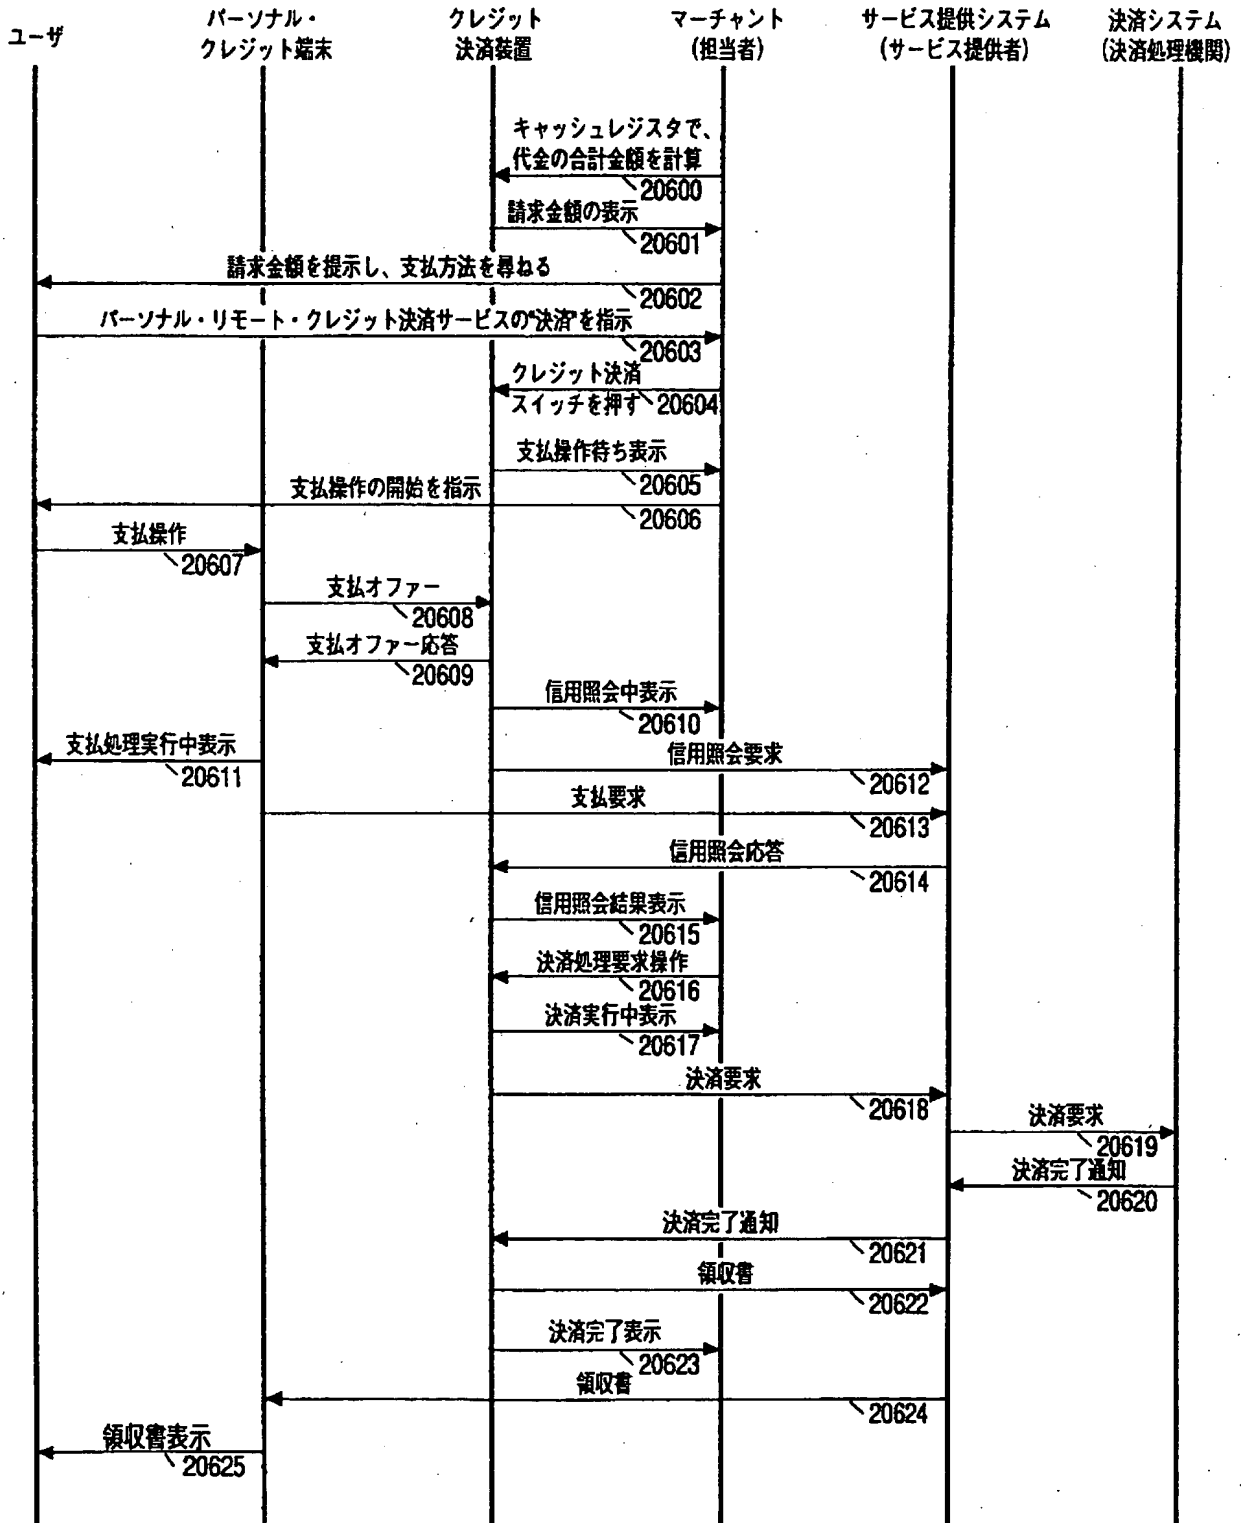 ユーザ
パーソナル・
クレジット端末
クレジット
決済装置
マーチャント
(担当者)
サービス提供システム
(サービス提供者)
決済システム
(決済処理機関)
キャッシュレジスタで、
代金の合計金額を計算
20600
請求金額の表示
20601
請求金額を提示し、支払方法を尋ねる
20602
パーソナル・リモート・クレジット決済サービスの"決済"を指示
20603
クレジット決済
スイッチを押す
20604
支払操作待ち表示
20605
支払操作の開始を指示
20606
支払操作
20607
支払オファー
20608
支払オファー応答
20609
信用照会中表示
20610
支払処理実行中表示
20611
信用照会要求
20612
支払要求
20613
信用照会応答
20614
信用照会結果表示
20615
決済処理要求操作
20616
決済実行中表示
20617
決済要求
20618
決済要求
20619
決済完了通知
20620
決済完了通知
20621
領収書
20622
決済完了表示
20623
領収書
20624
領収書表示
20625